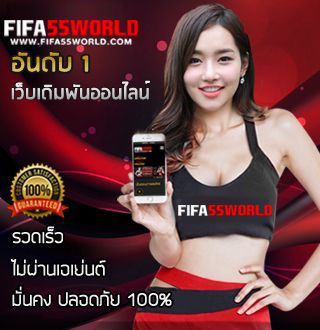 FIFA55WORLD
WWW.FIFA55WORLD.COM
อันดับ 1
เว็บเดิมพันออนไลน์
CUSTOMER SATISFACTION
100%
GUARANTEED
FIFA55WORLD
รวดเร็ว
ไม่ผ่านเอเย่นต์
มั่นคง ปลอดภัย 100%